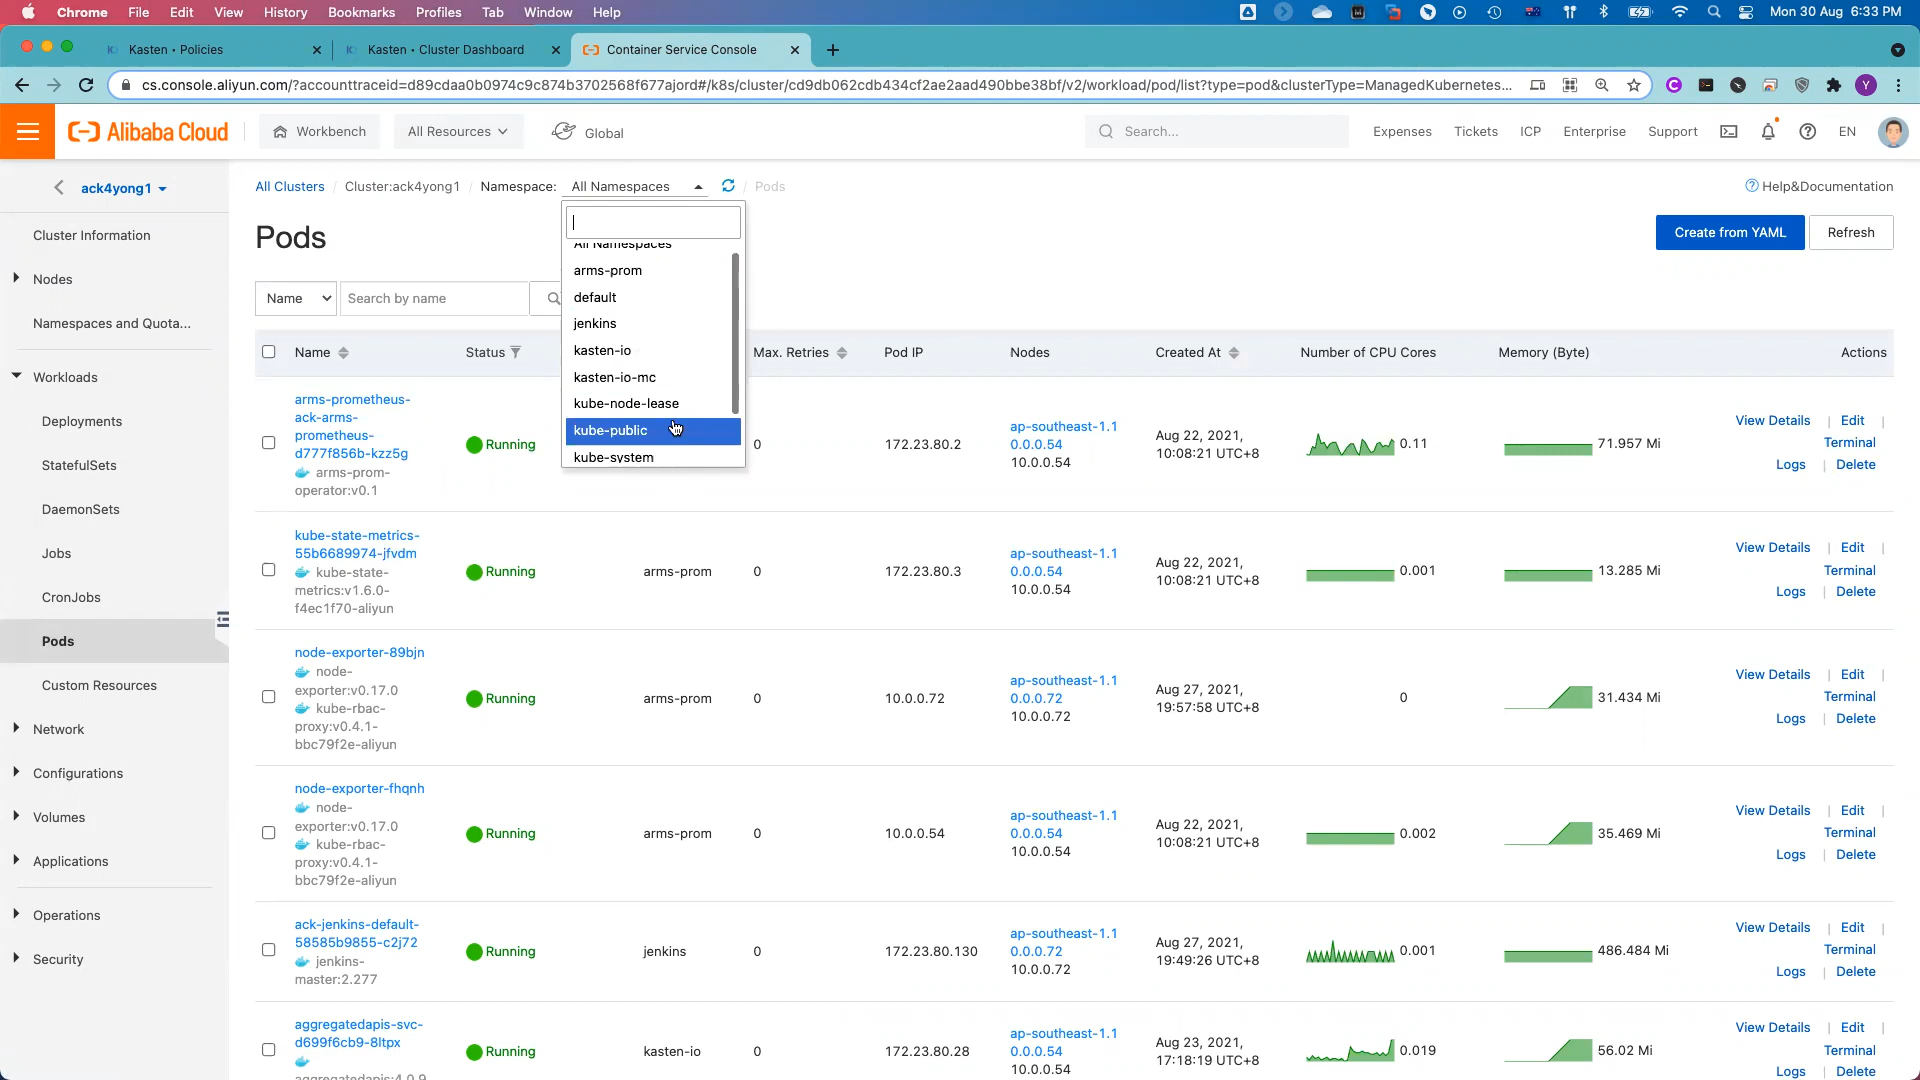 Chrome File Edit View History Bookmarks Profiles Tab Window Help Mon 30 Aug 6:33 PM
Kasten • Policies
Kasten • Cluster Dashboard
Container Service Console
cs.console.aliyun.com/?accounttraceid=d89cdaa0b0974c9c874b3702568f677ajord#/k8s/cluster/cd9db062cdb434cf2ae2aad490bbe38bf/v2/workload/pod/list?type=pod&clusterType=ManagedKubernetes...
Y
Alibaba Cloud
Workbench
All Resources
Global
Search...
Expenses Tickets ICP Enterprise Support EN
ack4yong1
Cluster Information
Nodes
Namespaces and Quota...
Workloads
Deployments
StatefulSets
DaemonSets
Jobs
CronJobs
Pods
Custom Resources
Network
Configurations
Volumes
Applications
Operations
Security
All Clusters / Cluster:ack4yong1 / Namespace: All Namespaces / Pods
Help&Documentation
Pods
Create from YAML
Refresh
Name
Search by name
All Namespaces
arms-prom
default
jenkins
kasten-io
kasten-io-mc
kube-node-lease
kube-public
kube-system
Name Status Max. Retries Pod IP Nodes Created At Number of CPU Cores Memory (Byte) Actions
arms-prometheus-
ack-arms-
prometheus-
d777f856b-kzz5g
arms-prom-
operator:v0.1
Running
0
172.23.80.2
ap-southeast-1.1
0.0.0.54
10.0.0.54
Aug 22, 2021,
10:08:21 UTC+8
0.11
71.957 Mi
View Details | Edit |
Terminal
Logs | Delete
kube-state-metrics-
55b6689974-jfvdm
kube-state-
metrics:v1.6.0-
f4ec1f70-aliyun
Running
arms-prom
0
172.23.80.3
ap-southeast-1.1
0.0.0.54
10.0.0.54
Aug 22, 2021,
10:08:21 UTC+8
0.001
13.285 Mi
View Details | Edit |
Terminal
Logs | Delete
node-exporter-89bjn
node-
exporter:v0.17.0
kube-rbac-
proxy:v0.4.1-
bbc79f2e-aliyun
Running
arms-prom
0
10.0.0.72
ap-southeast-1.1
0.0.0.72
10.0.0.72
Aug 27, 2021,
19:57:58 UTC+8
0
31.434 Mi
View Details | Edit |
Terminal
Logs | Delete
node-exporter-fhqnh
node-
exporter:v0.17.0
kube-rbac-
proxy:v0.4.1-
bbc79f2e-aliyun
Running
arms-prom
0
10.0.0.54
ap-southeast-1.1
0.0.0.54
10.0.0.54
Aug 22, 2021,
10:08:21 UTC+8
0.002
35.469 Mi
View Details | Edit |
Terminal
Logs | Delete
ack-jenkins-default-
58585b9855-c2j72
jenkins-
master:2.277
Running
jenkins
0
172.23.80.130
ap-southeast-1.1
0.0.0.72
10.0.0.72
Aug 27, 2021,
19:49:26 UTC+8
0.001
486.484 Mi
View Details | Edit |
Terminal
Logs | Delete
aggregatedapis-svc-
d699f6cb9-8ltpx
aggregatedapis:4.0.9
Running
kasten-io
0
172.23.80.28
ap-southeast-1.1
0.0.0.54
10.0.0.54
Aug 23, 2021,
17:18:19 UTC+8
0.019
56.02 Mi
View Details | Edit |
Terminal
Logs | Delete